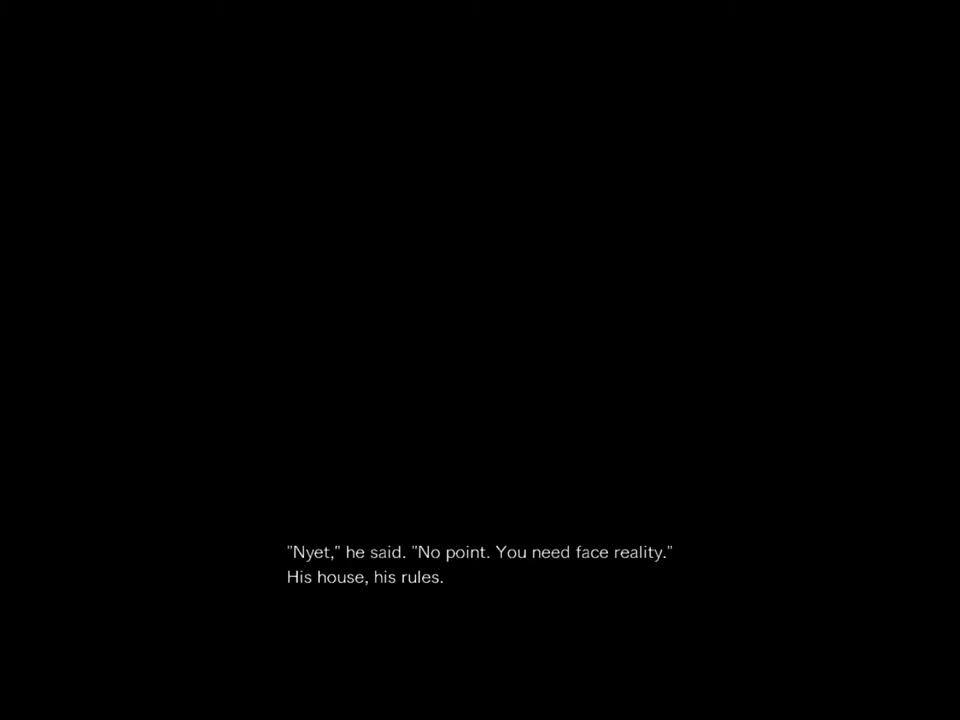 "Nyet," he said. "No point. You need face reality."
His house, his rules.